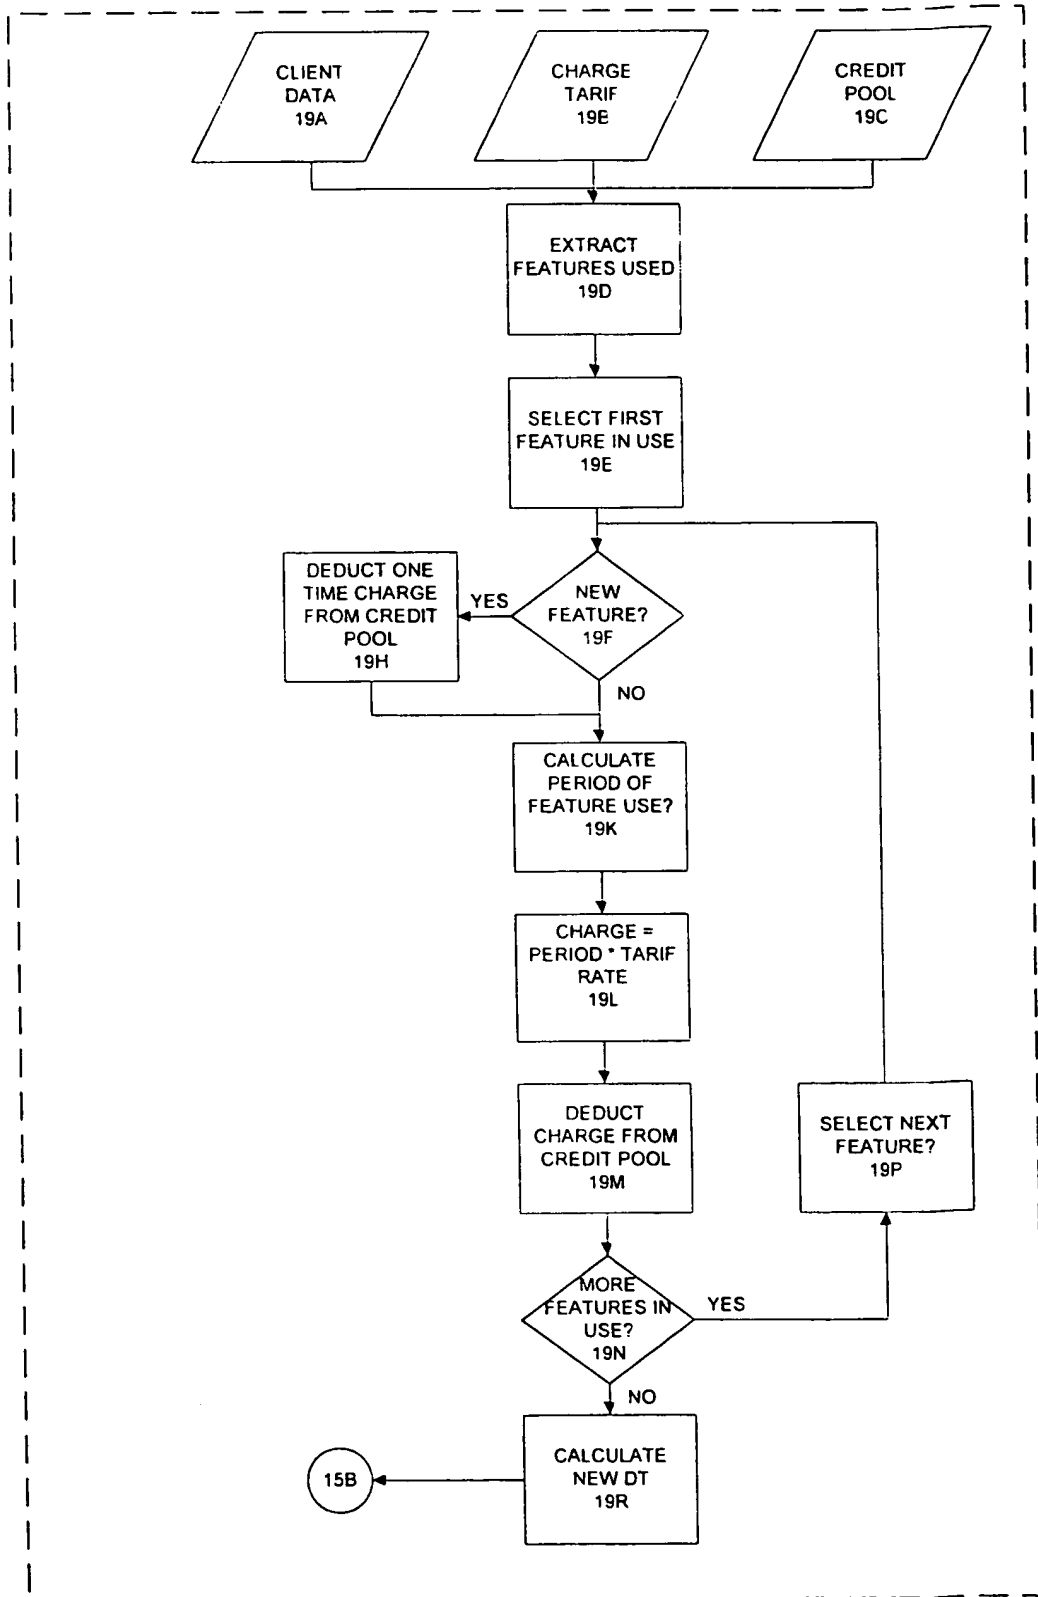 CLIENT
DATA
19A
CHARGE
TARIF
19B
CREDIT
POOL
19C
EXTRACT
FEATURES USED
19D
SELECT FIRST
FEATURE IN USE
19E
DEDUCT ONE
TIME CHARGE
FROM CREDIT
POOL
19H
YES
NEW
FEATURE?
19F
NO
CALCULATE
PERIOD OF
FEATURE USE?
19K
CHARGE =
PERIOD * TARIF
RATE
19L
DEDUCT
CHARGE FROM
CREDIT POOL
19M
SELECT NEXT
FEATURE?
19P
MORE
FEATURES IN
USE?
19N
YES
NO
CALCULATE
NEW DT
19R
15B